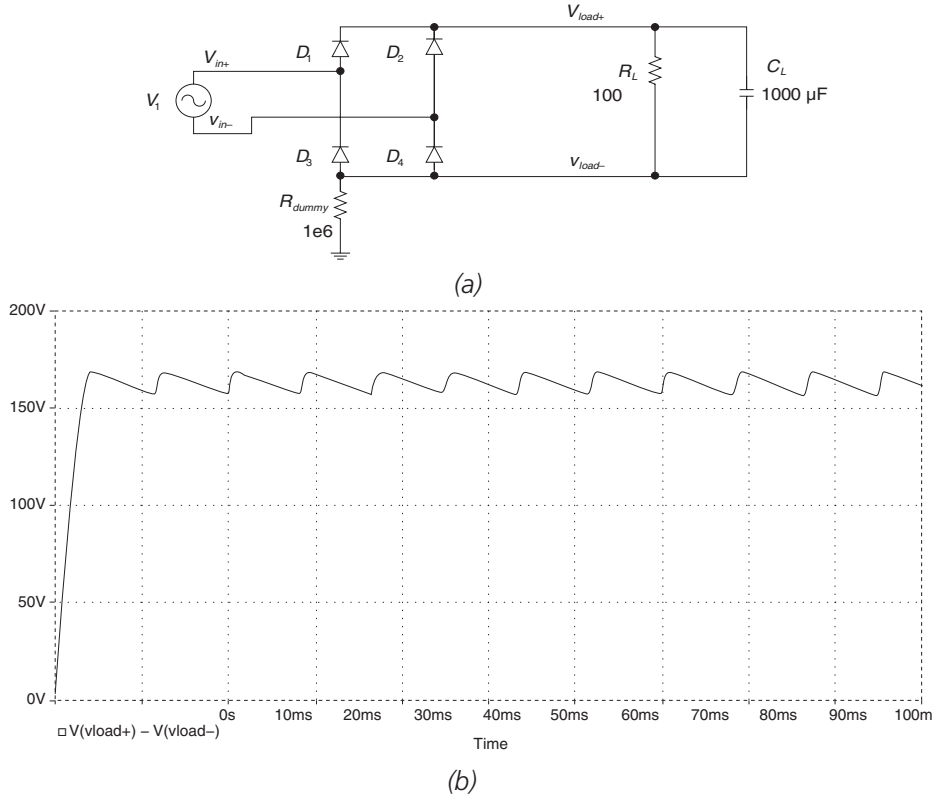 V_load+
V_in+
D_1
D_2
R_L
100
C_L
1000 µF
V_1
v_in–
D_3
D_4
v_load–
R_dummy
1e6
(a)
200V
150V
100V
50V
0V
0s 10ms 20ms 30ms 40ms 50ms 60ms 70ms 80ms 90ms 100m
V(vload+) – V(vload–)
Time
(b)